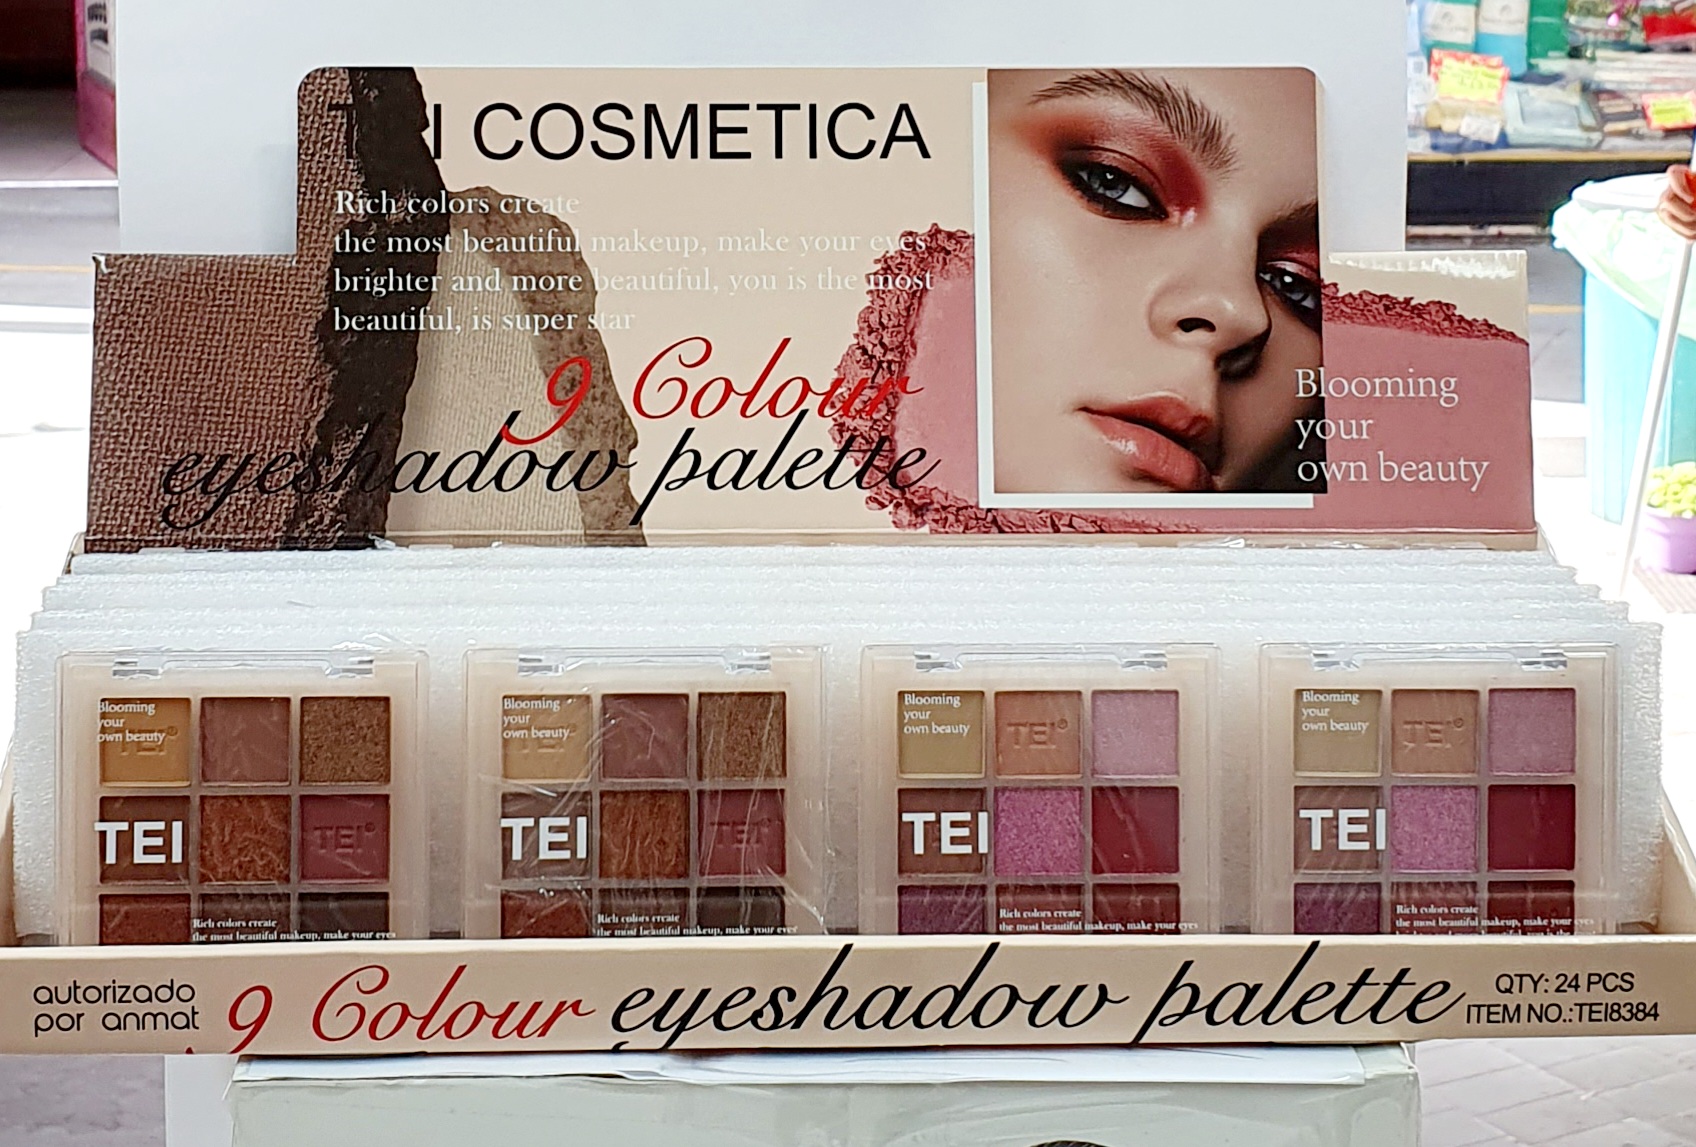 TEI COSMETICA
Rich colors create
the most beautiful makeup, make your eyes
brighter and more beautiful, you is the most
beautiful, is super star
9 Colour
eyeshadow palette
Blooming
your
own beauty
Blooming
your
own beauty
TEI
TEI
TEI
Rich colors create
the most beautiful makeup, make your eyes
Blooming
your
own beauty
TEI
TEI
TEI
Rich colors create
the most beautiful makeup, make your eyes
Blooming
your
own beauty
TEI®
TEI
Rich colors create
the most beautiful makeup, make your eyes
Blooming
your
own beauty
TEI®
TEI
Rich colors create
the most beautiful makeup, make your eyes
autorizado
por anmat
9 Colour eyeshadow palette
QTY: 24 PCS
ITEM NO.:TEI8384